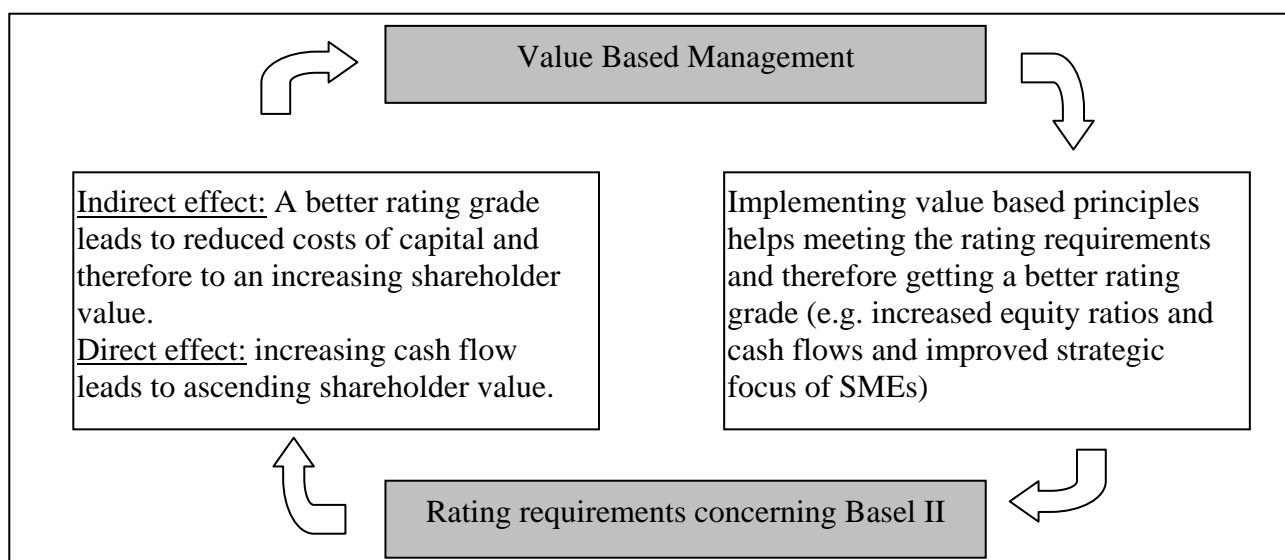 Value Based Management
Indirect effect: A better rating grade
leads to reduced costs of capital and
therefore to an increasing shareholder
value.
Direct effect: increasing cash flow
leads to ascending shareholder value.
Implementing value based principles
helps meeting the rating requirements
and therefore getting a better rating
grade (e.g. increased equity ratios and
cash flows and improved strategic
focus of SMEs)
Rating requirements concerning Basel II